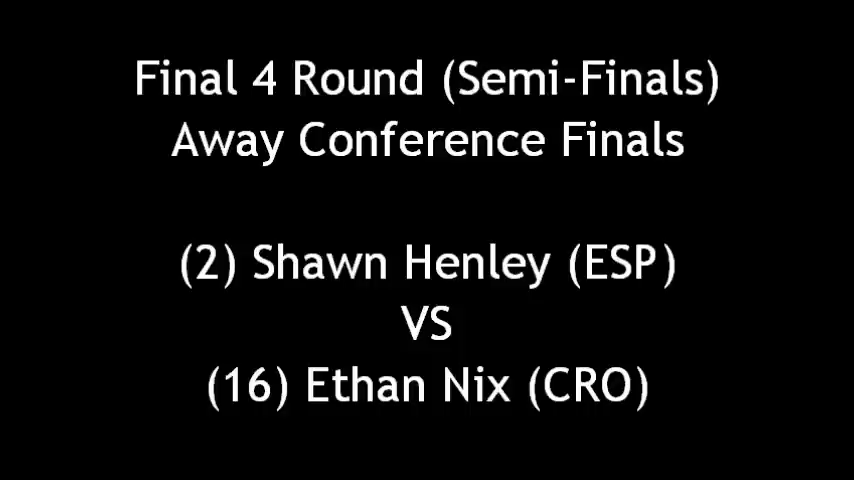 Final 4 Round (Semi-Finals)
Away Conference Finals
(2) Shawn Henley (ESP)
VS
(16) Ethan Nix (CRO)